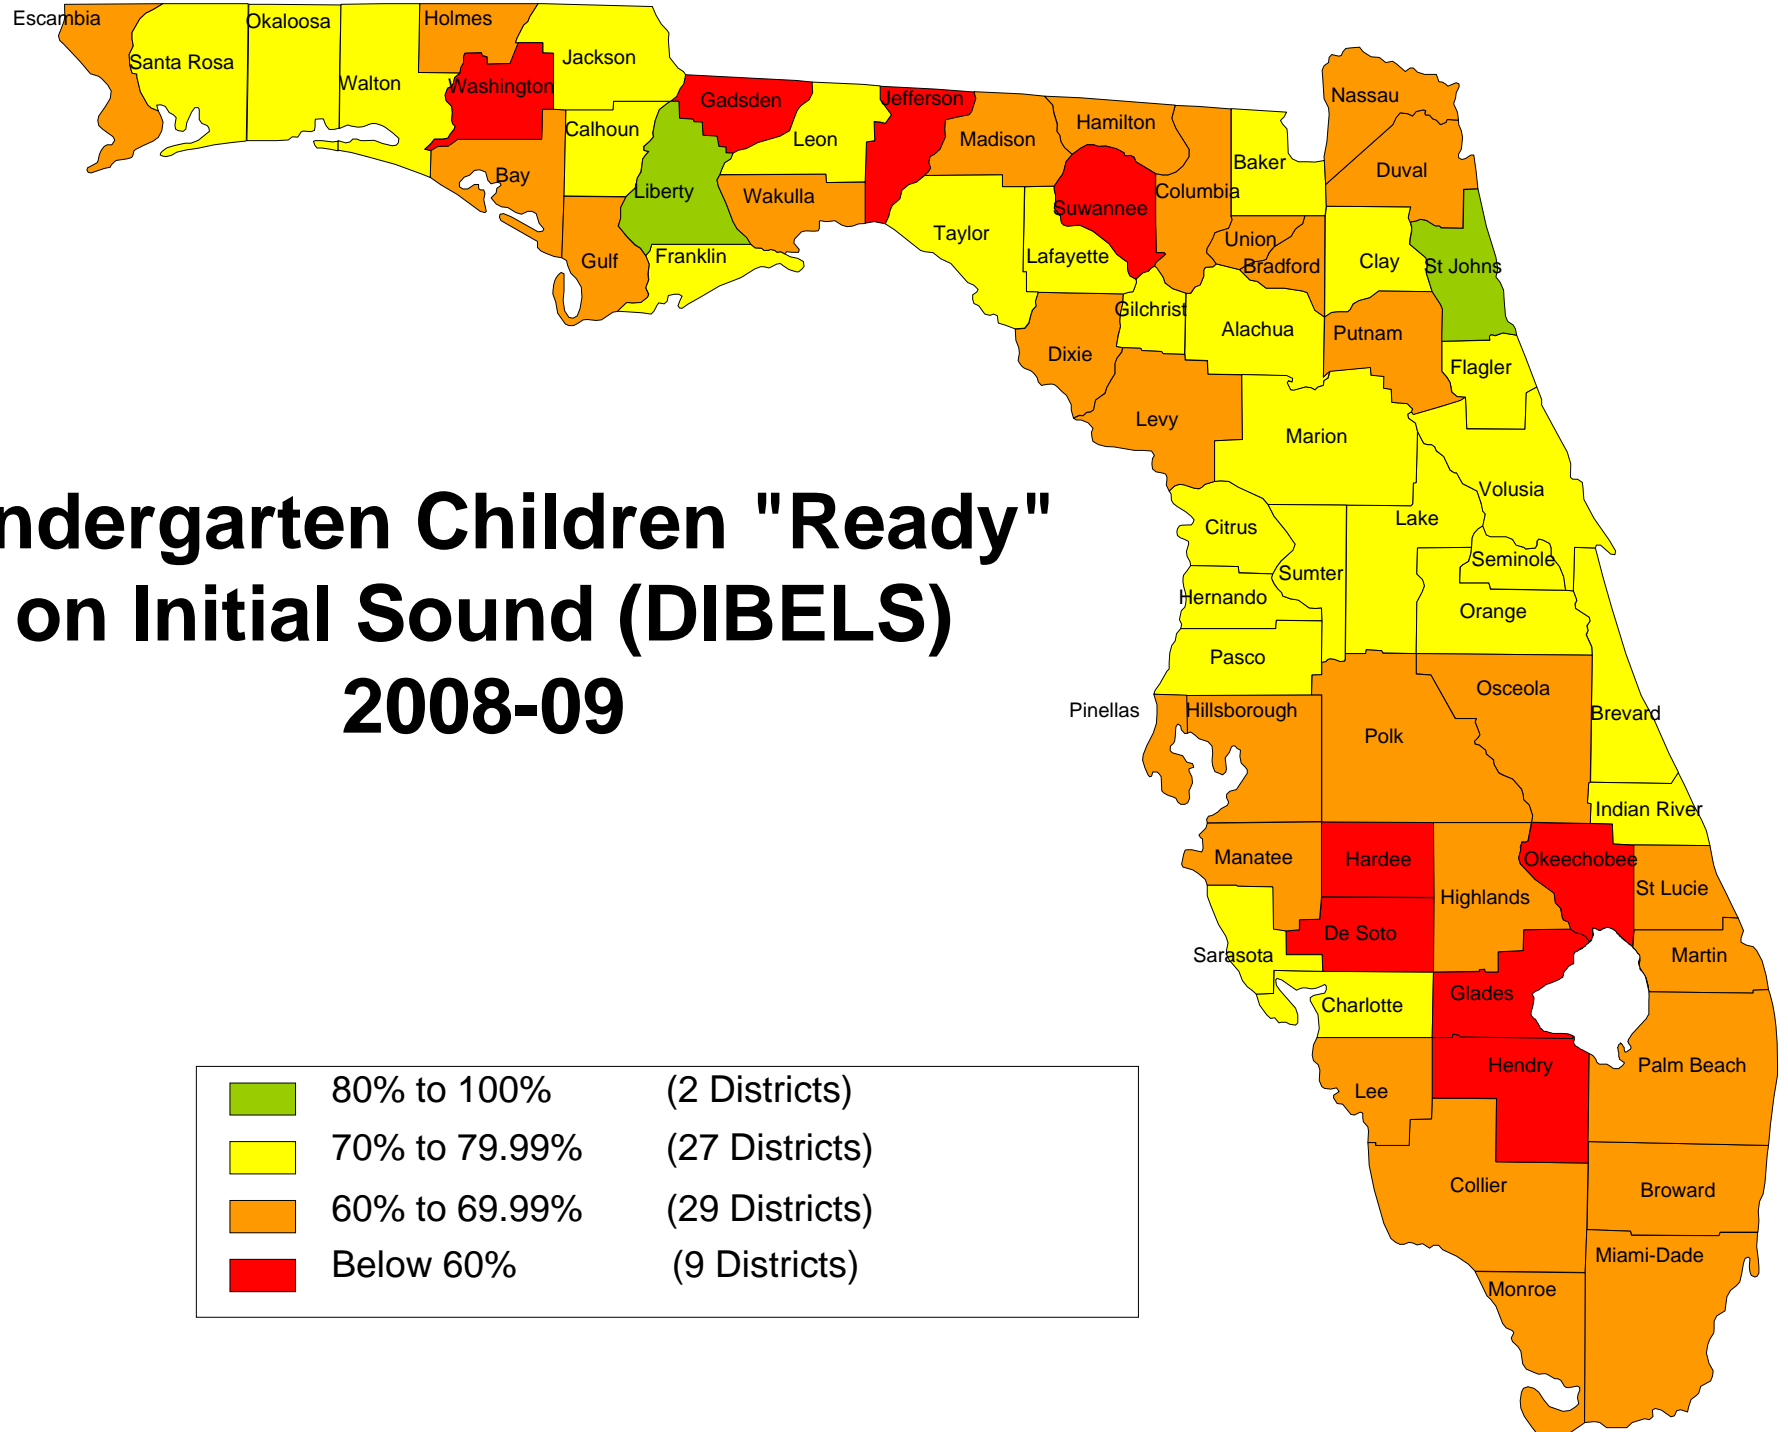 Escambia
Okaloosa
Holmes
Santa Rosa
Walton
Washington
Jackson
Gadsden
Jefferson
Calhoun
Leon
Madison
Hamilton
Nassau
Baker
Duval
Bay
Liberty
Wakulla
Suwannee
Columbia
Taylor
Lafayette
Union
Bradford
Clay
St Johns
Gulf
Franklin
Gilchrist
Alachua
Putnam
Dixie
Flagler
Levy
Marion
ndergarten Children "Ready"
on Initial Sound (DIBELS)
2008-09
Volusia
Citrus
Lake
Sumter
Seminole
Hernando
Orange
Pasco
Pinellas
Hillsborough
Polk
Osceola
Brevard
Indian River
Manatee
Hardee
Highlands
Okeechobee
St Lucie
Sarasota
De Soto
Martin
Charlotte
Glades
Lee
Hendry
Palm Beach
Collier
Broward
Miami-Dade
Monroe
80% to 100% (2 Districts)
70% to 79.99% (27 Districts)
60% to 69.99% (29 Districts)
Below 60% (9 Districts)